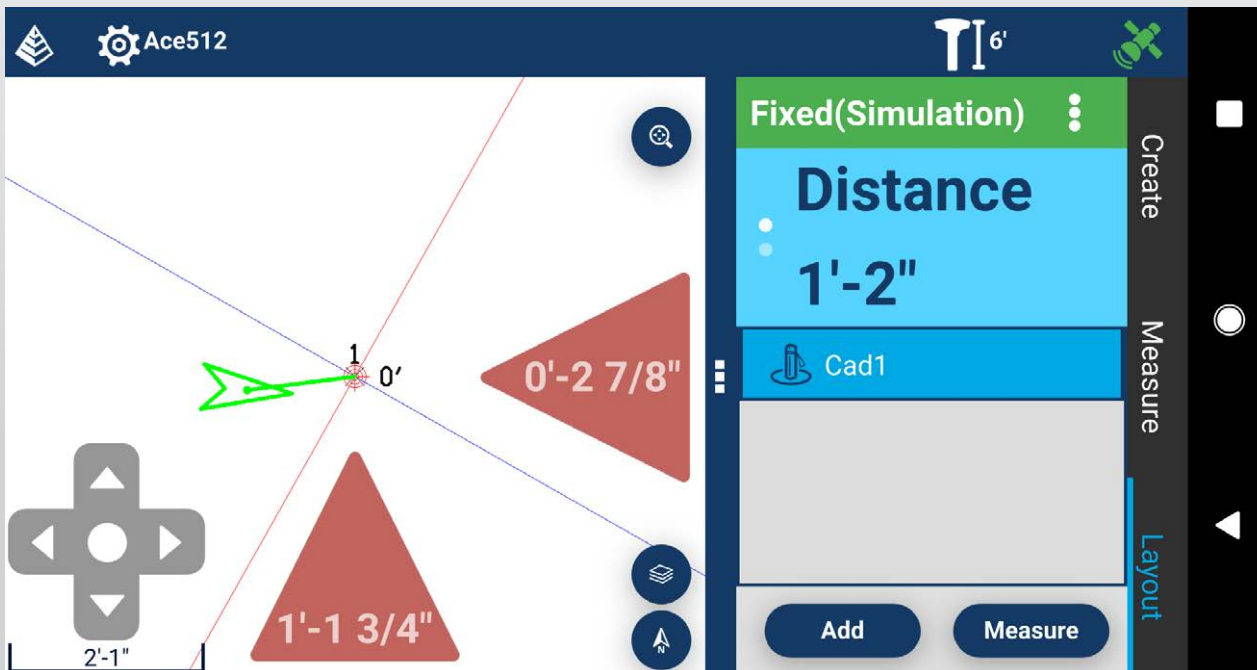 Ace512
6'
Fixed(Simulation)
Distance
1'-2"
Cad1
1
0'
0'-2 7/8"
1'-1 3/4"
2'-1"
N
Add
Measure
Create
Measure
Layout